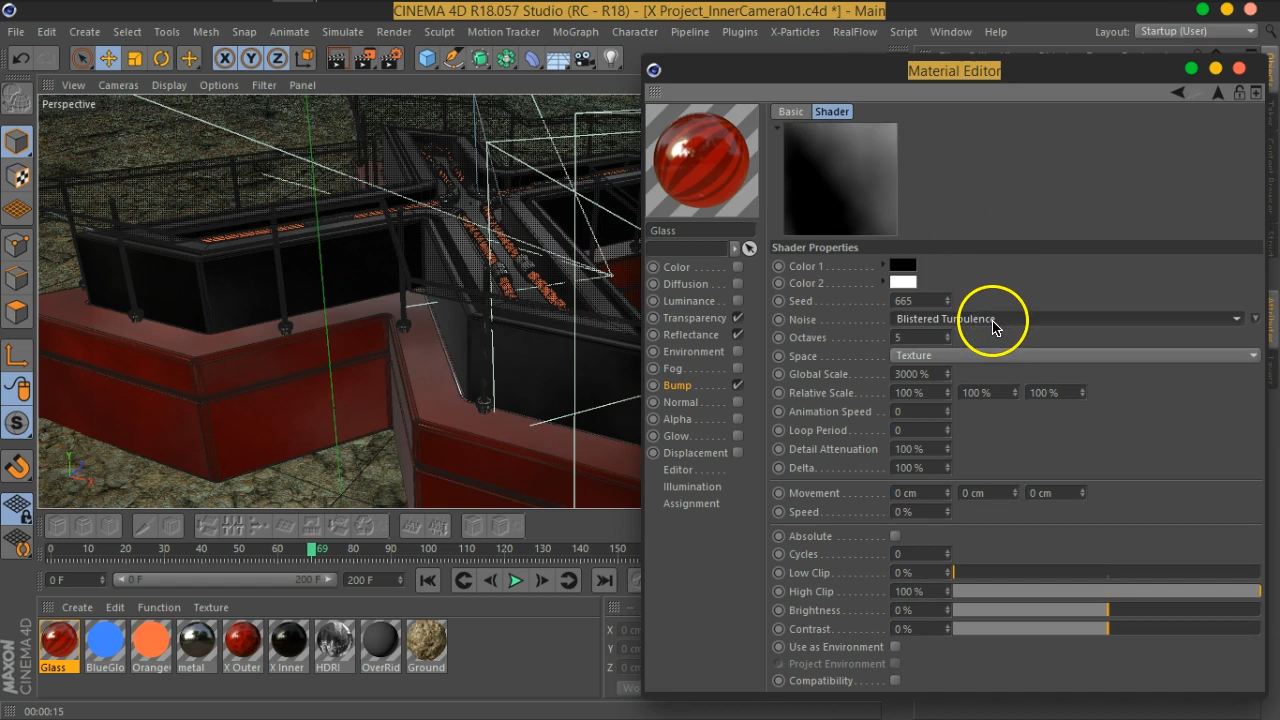 CINEMA 4D R18.057 Studio (RC - R18) - [X Project_InnerCamera01.c4d *] - Main
File Edit Create Select Tools Mesh Snap Animate Simulate Render Sculpt Motion Tracker MoGraph Character Pipeline Plugins X-Particles RealFlow Script Window Help Layout: Startup (User)
X Y Z
Material Editor
View Cameras Display Options Filter Panel
Perspective
Basic Shader
Glass
Shader Properties
Color
Diffusion
Luminance
Transparency
Reflectance
Environment
Fog
Bump
Normal
Alpha
Glow
Displacement
Editor
Illumination
Assignment
Color 1
Color 2
Seed 665
Noise Blistered Turbulence
Octaves 5
Space Texture
Global Scale 3000 %
Relative Scale 100 % 100 % 100 %
Animation Speed 0
Loop Period 0
Detail Attenuation 100 %
Delta 100 %
Movement 0 cm 0 cm 0 cm
Speed 0 %
Absolute
Cycles 0
Low Clip 0 %
High Clip 100 %
Brightness 0 %
Contrast 0 %
Use as Environment
Project Environment
Compatibility
Y
X
0 10 20 30 40 50 60 69 80 90 100 110 120 130 140 150
0 F 0 F 200 F 200 F
Create Edit Function Texture
Glass BlueGlo Orange metal X Outer X Inner HDRI OverRid Ground
X 0 cm
Y 0 cm
Z 0 cm
MAXON CINEMA4D
00:00:15